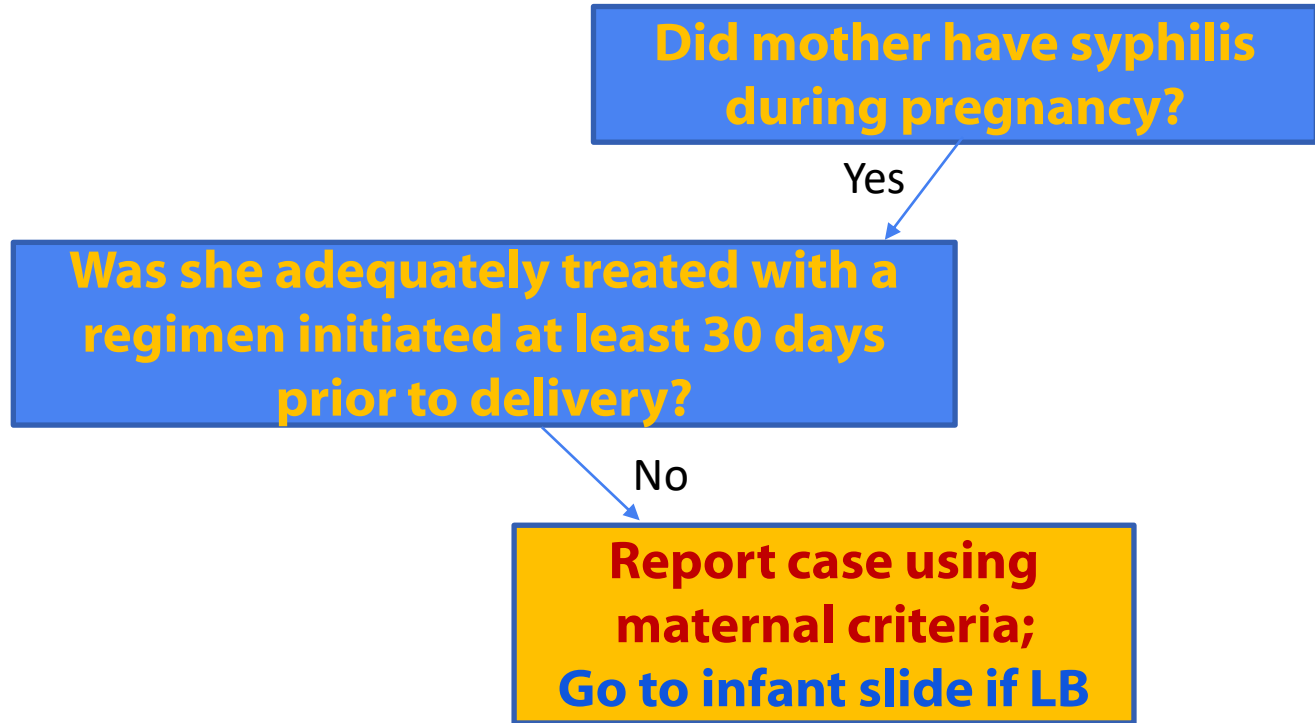 Did mother have syphilis
during pregnancy?
Yes
Was she adequately treated with a
regimen initiated at least 30 days
prior to delivery?
No
Report case using
maternal criteria;
Go to infant slide if LB